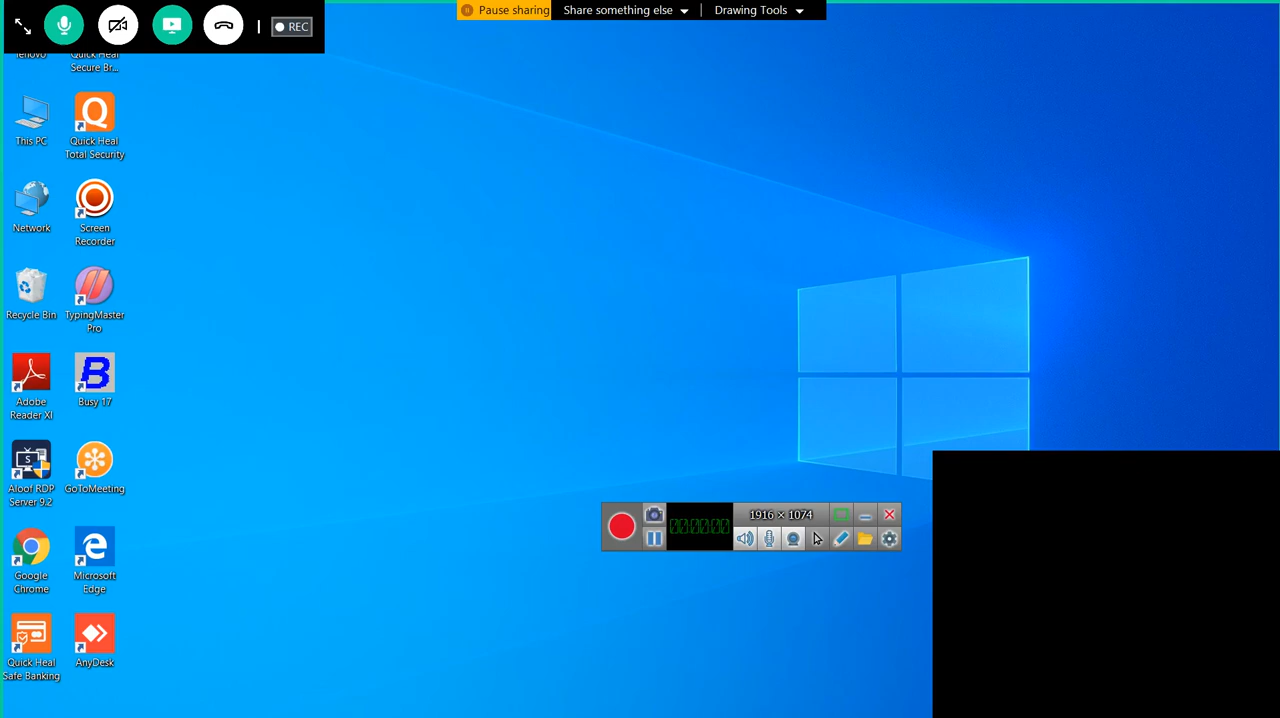 REC
Pause sharing
Share something else
Drawing Tools
lenovo
Quick Heal
Secure Br...
This PC
Quick Heal
Total Security
Network
Screen
Recorder
Recycle Bin
TypingMaster
Pro
Adobe
Reader XI
Busy 17
Aloof RDP
Server 9.2
GoToMeeting
Google
Chrome
Microsoft
Edge
Quick Heal
Safe Banking
AnyDesk
000000
1916 × 1074